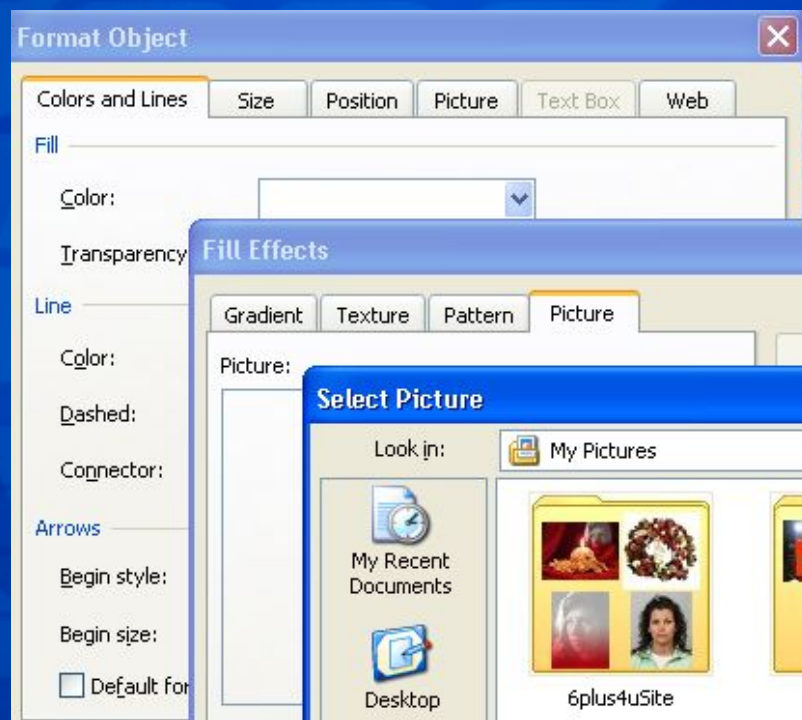 Format Object
Colors and Lines Size Position Picture Text Box Web
Fill
Color:
Transparency
Fill Effects
Line
Gradient Texture Pattern Picture
Color:
Picture:
Dashed:
Select Picture
Look in: My Pictures
Connector:
Arrows
My Recent
Documents
Begin style:
Begin size:
Default for
Desktop
6plus4uSite